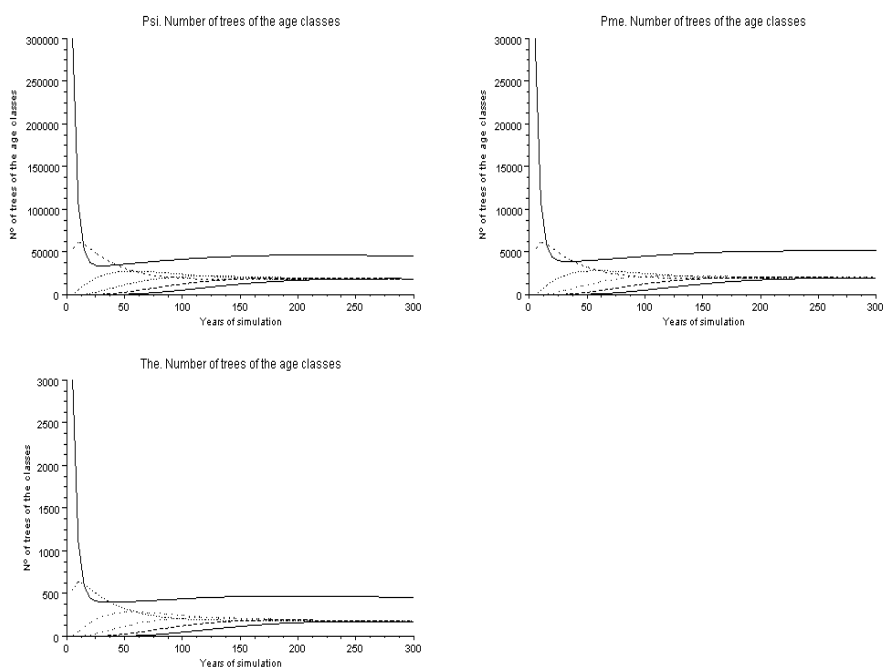 Psi. Number of trees of the age classes
Nº of trees of the age classes
300000
250000
200000
150000
100000
50000
0
0 50 100 150 200 250 300
Years of simulation
Pme. Number of trees of the age classes
Nº of trees of the age classes
30000
25000
20000
15000
10000
5000
0
0 50 100 150 200 250 300
Years of simulation
The. Number of trees of the age classes
Nº of trees of the classes
3000
2500
2000
1500
1000
500
0
0 50 100 150 200 250 300
Years of simulation